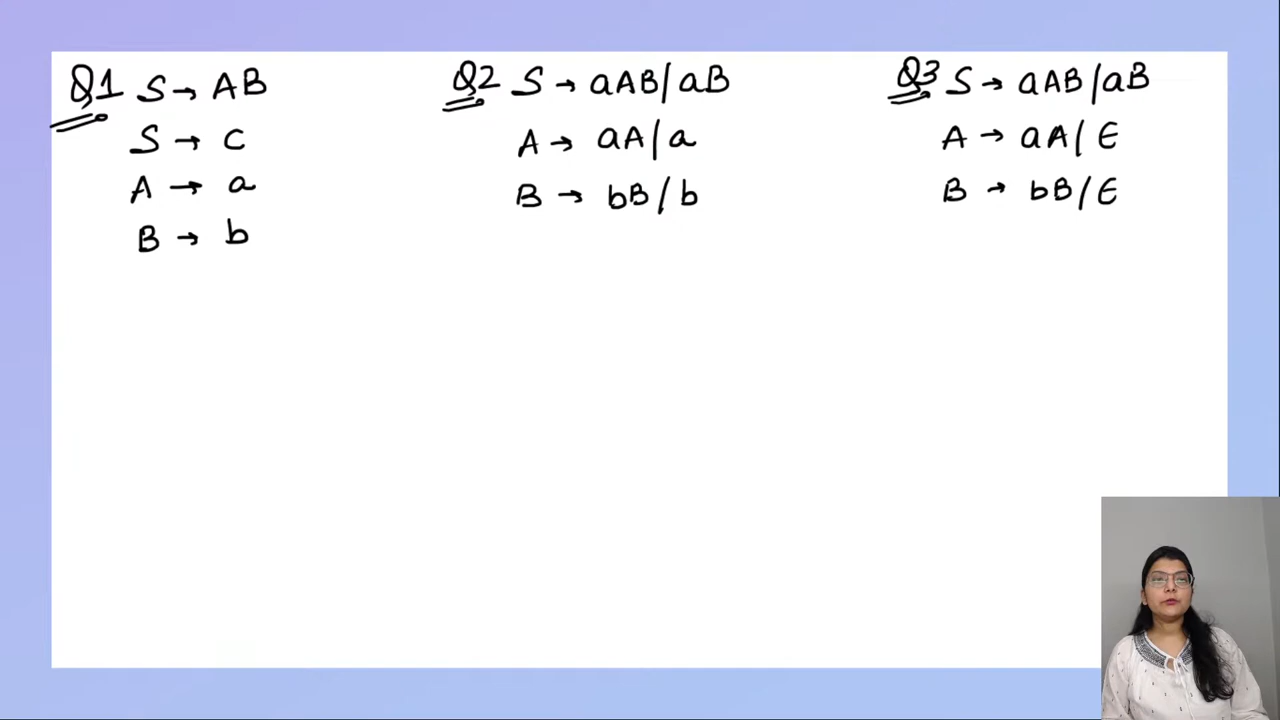 Q1 S → AB
S → C
A → a
B → b
Q2 S → aAB/aB
A → aA/a
B → bB/b
Q3 S → aAB/aB
A → aA/ϵ
B → bB/ϵ